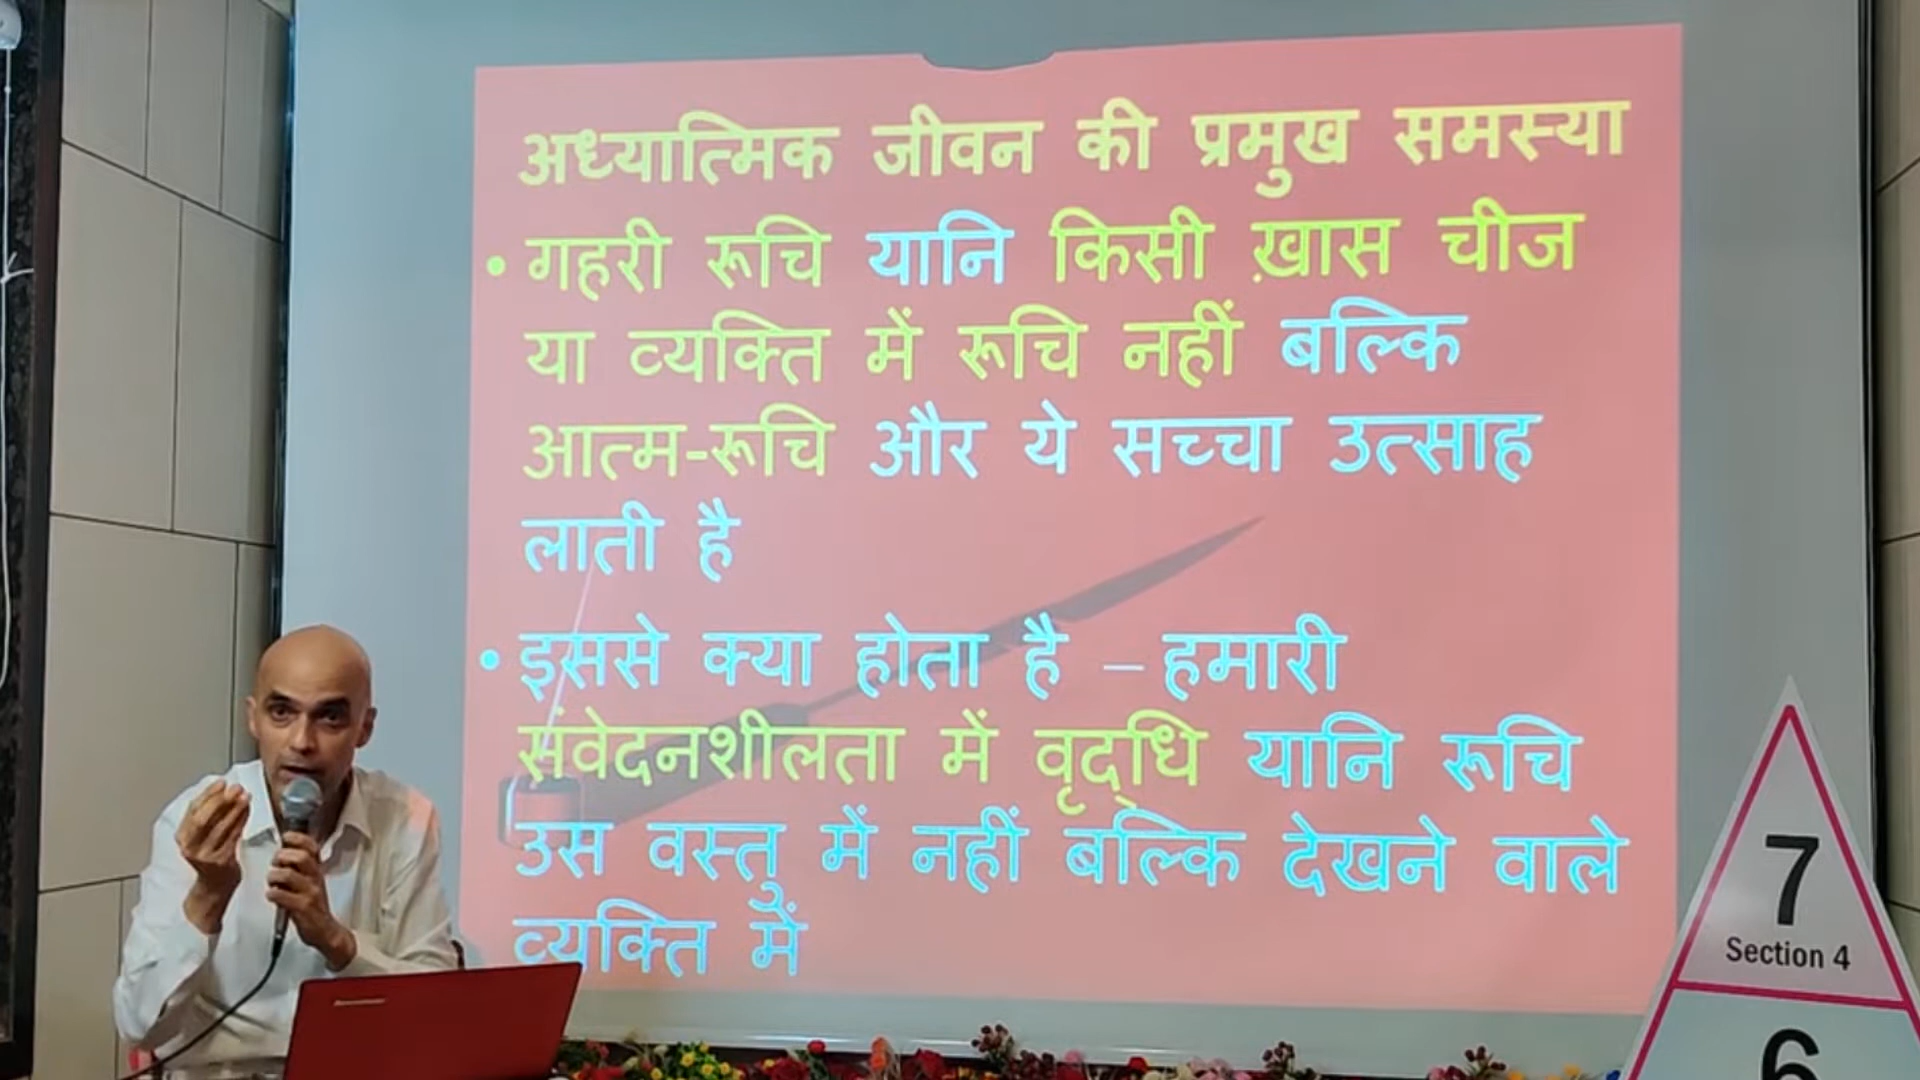 अध्यात्मिक जीवन की प्रमुख समस्या
• गहरी रूचि यानि किसी ख़ास चीज
या व्यक्ति में रूचि नहीं बल्कि
आत्म-रूचि और ये सच्चा उत्साह
लाती है
• इससे क्या होता है – हमारी
संवेदनशीलता में वृद्धि यानि रूचि
उस वस्तु में नहीं बल्कि देखने वाले
व्यक्ति में
7
Section 4
6